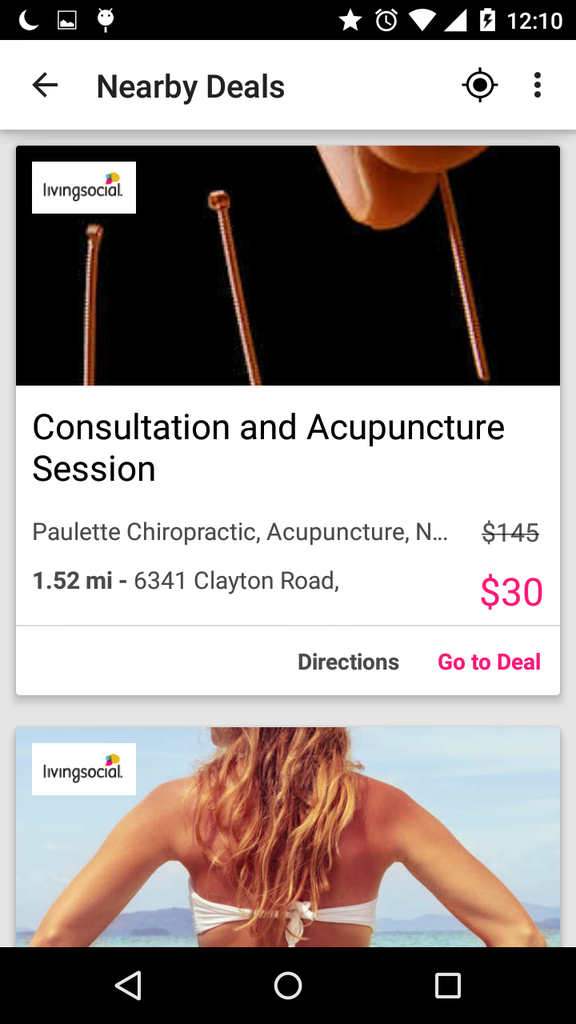 12:10
Nearby Deals
livingsocial.
Consultation and Acupuncture
Session
Paulette Chiropractic, Acupuncture, N...
$145
1.52 mi - 6341 Clayton Road,
$30
Directions
Go to Deal
livingsocial.